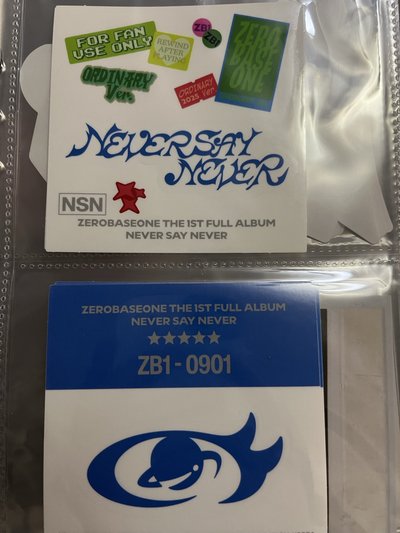 FOR FAN
USE ONLY
REWIND
AFTER
PLAYING
ZB1
ZB1
ZERO
BASE
ONE
ORDINARY
Ver.
ORDINARY
2025 Ver.
NEVER SAY
NEVER
NSN
ZEROBASEONE THE 1ST FULL ALBUM
NEVER SAY NEVER
ZEROBASEONE THE 1ST FULL ALBUM
NEVER SAY NEVER
ZB1 - 0901